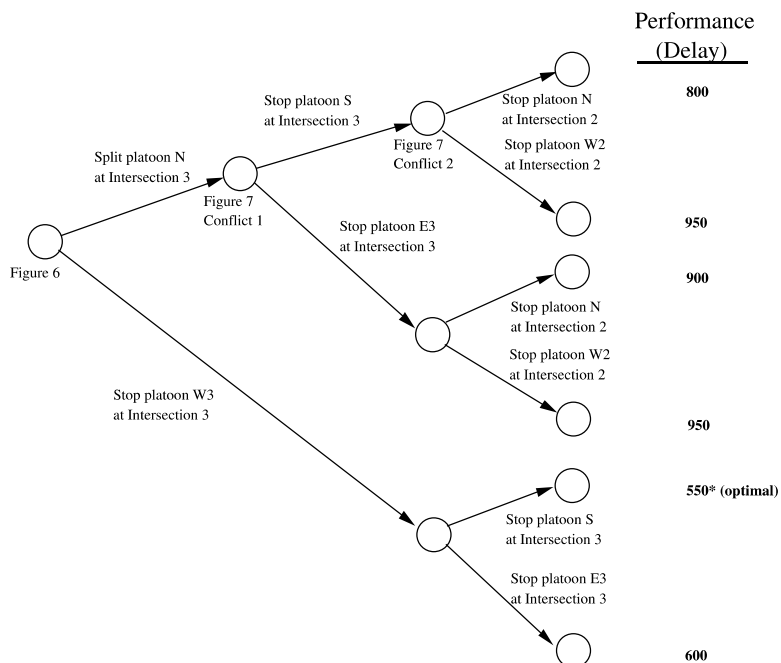 Performance
(Delay)
800
Stop platoon S
at Intersection 3
Stop platoon N
at Intersection 2
Figure 7
Conflict 2
Stop platoon W2
at Intersection 2
Split platoon N
at Intersection 3
Figure 7
Conflict 1
950
Stop platoon E3
at Intersection 3
Figure 6
900
Stop platoon N
at Intersection 2
Stop platoon W2
at Intersection 2
Stop platoon W3
at Intersection 3
950
550* (optimal)
Stop platoon S
at Intersection 3
Stop platoon E3
at Intersection 3
600